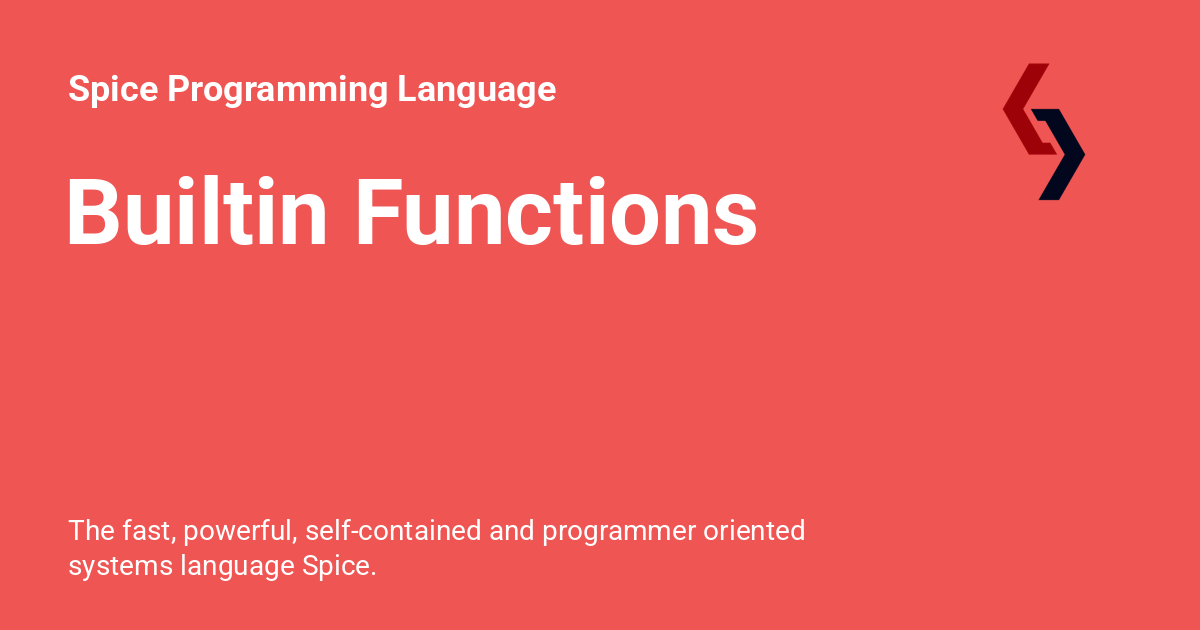 Spice Programming Language
Builtin Functions
The fast, powerful, self-contained and programmer oriented
systems language Spice.